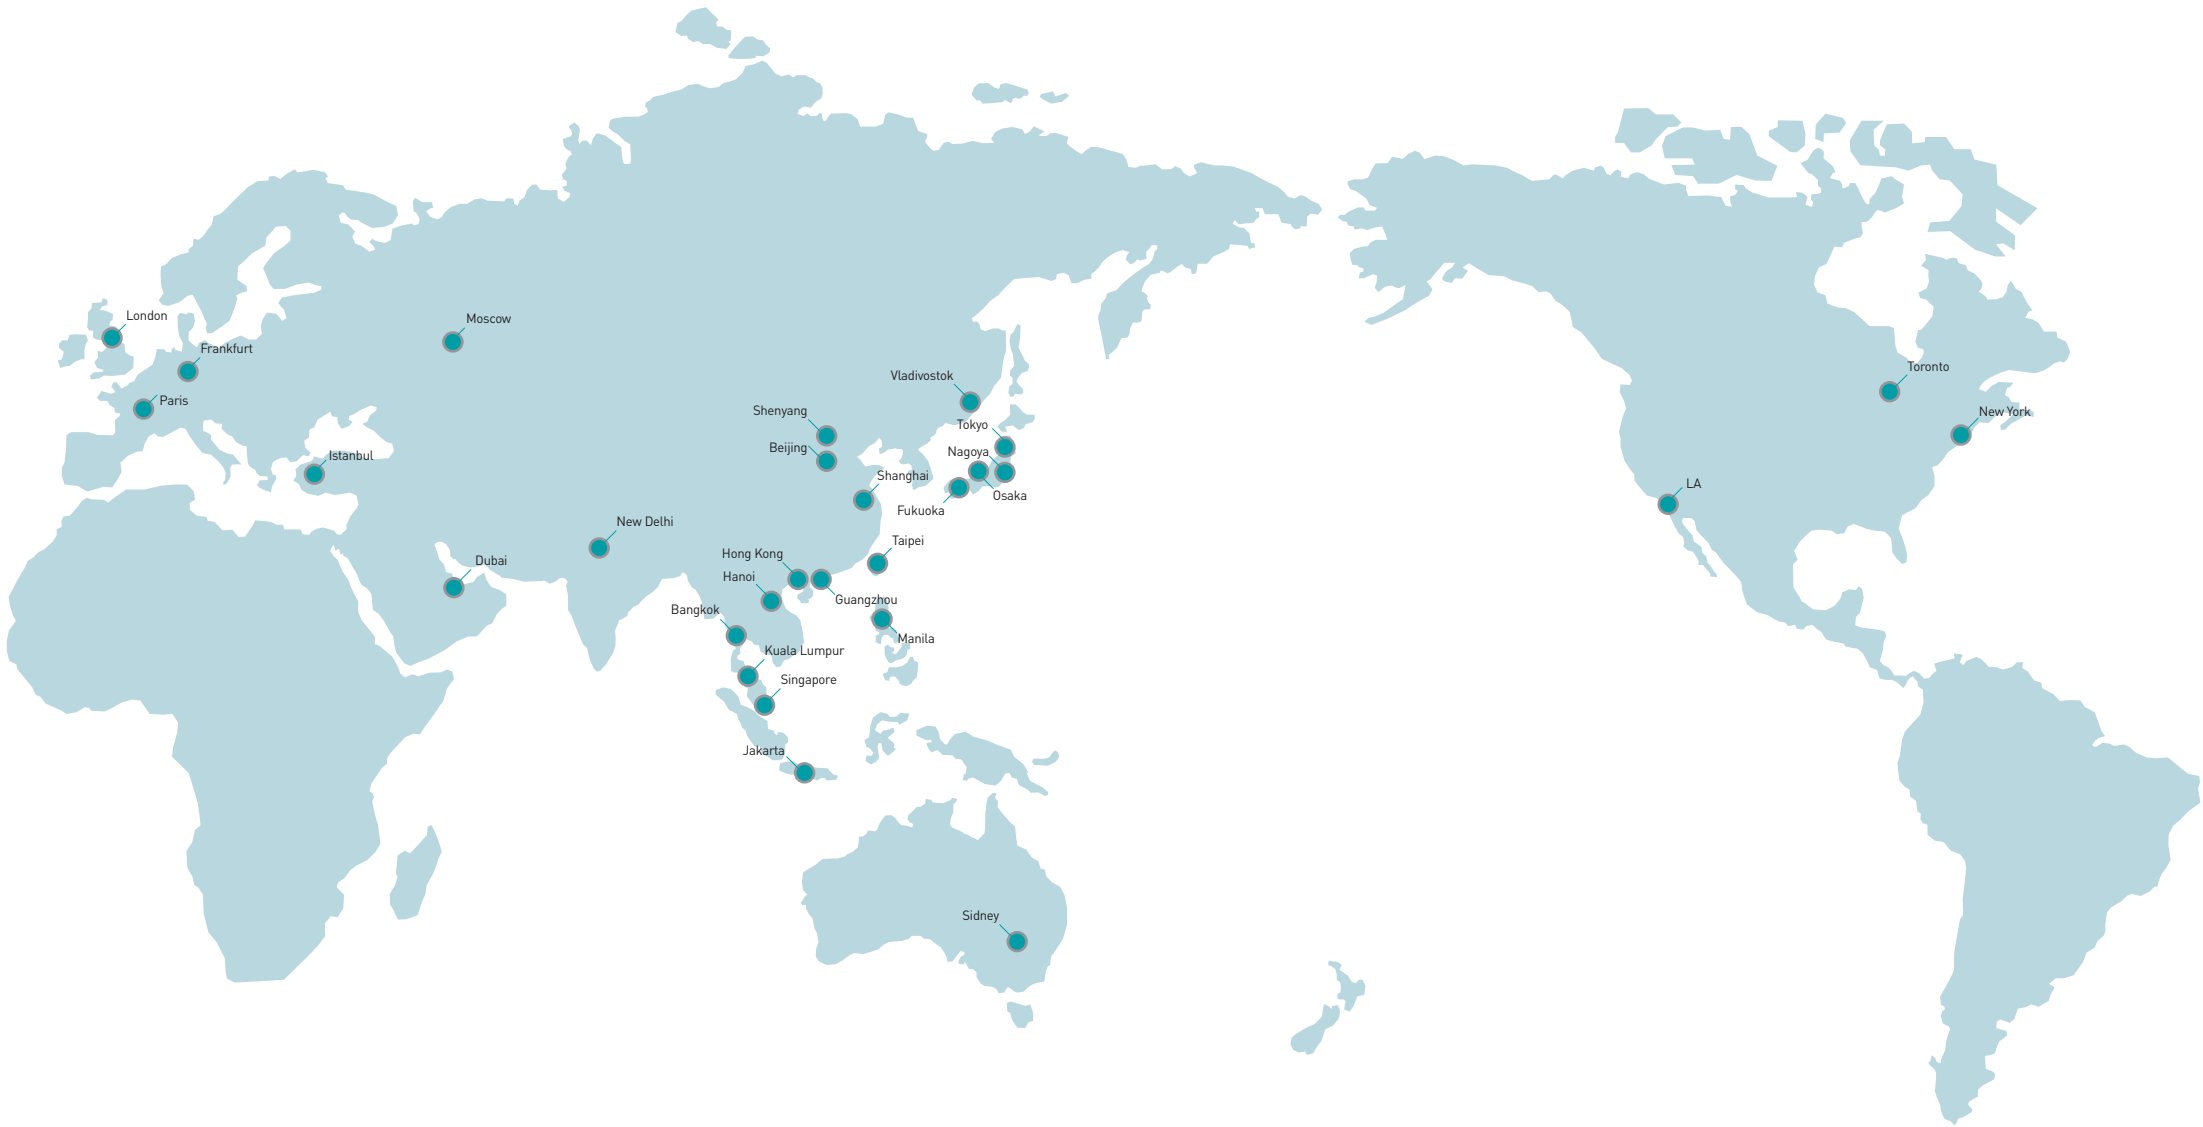 London
Moscow
Frankfurt
Toronto
Vladivostok
Paris
Shenyang
New York
Tokyo
Beijing
Nagoya
Istanbul
Shanghai
LA
Osaka
Fukuoka
New Delhi
Taipei
Hong Kong
Dubai
Hanoi
Guangzhou
Bangkok
Manila
Kuala Lumpur
Singapore
Jakarta
Sidney